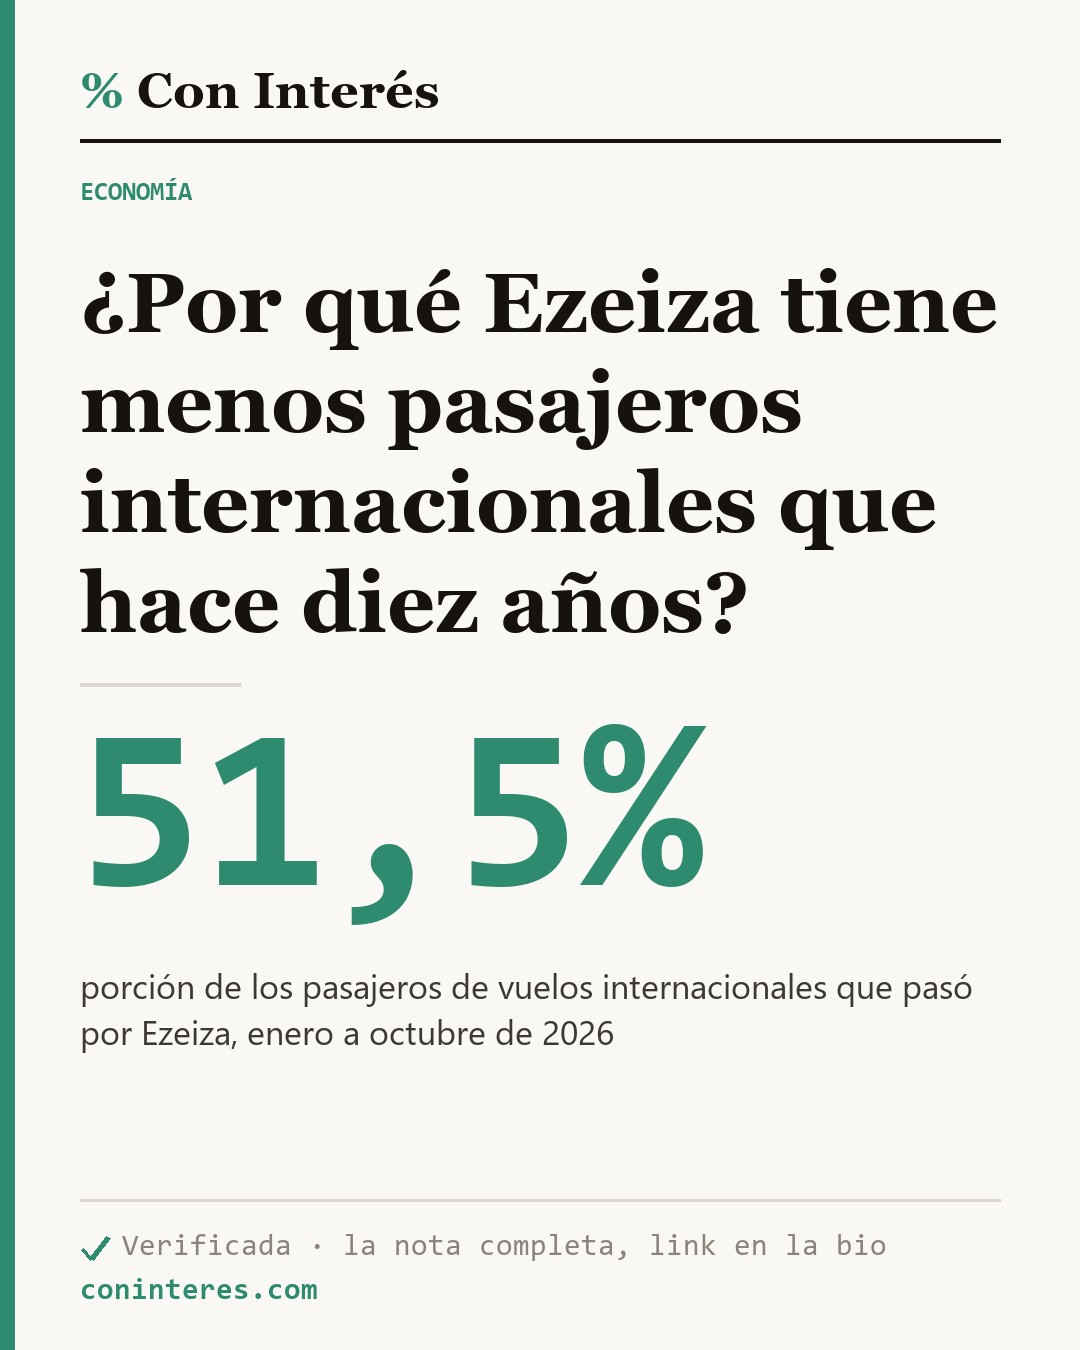 % Con Interés
ECONOMÍA
¿Por qué Ezeiza tiene
menos pasajeros
internacionales que
hace diez años?
51,5%
porción de los pasajeros de vuelos internacionales que pasó
por Ezeiza, enero a octubre de 2026
✓ Verificada · la nota completa, link en la bio
coninteres.com